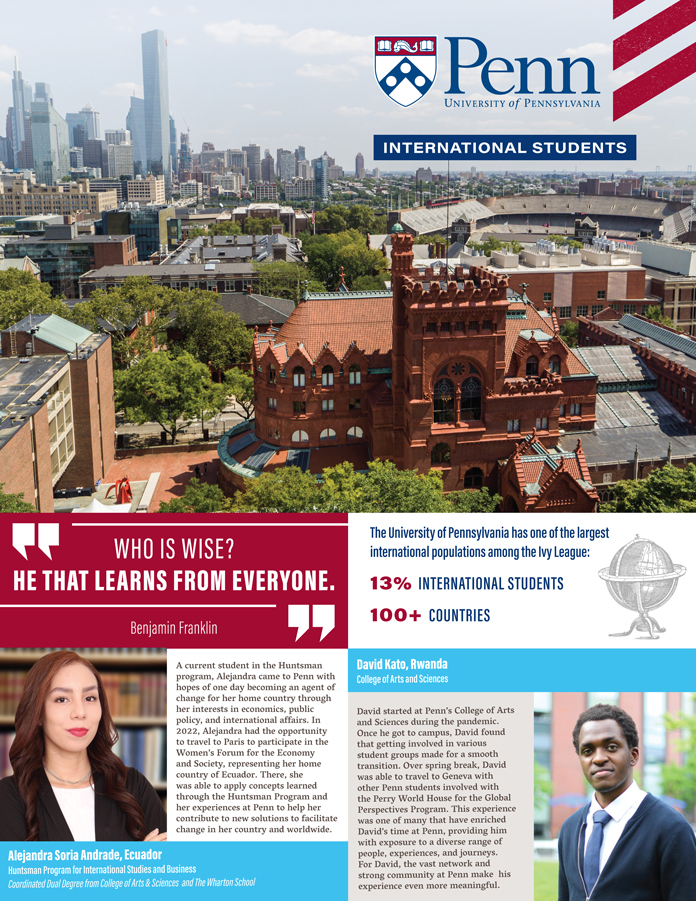 Penn
UNIVERSITY of PENNSYLVANIA
INTERNATIONAL STUDENTS
WHO IS WISE?
HE THAT LEARNS FROM EVERYONE.
Benjamin Franklin
The University of Pennsylvania has one of the largest
international populations among the Ivy League:
13% INTERNATIONAL STUDENTS
100+ COUNTRIES
A current student in the Huntsman
program, Alejandra came to Penn with
hopes of one day becoming an agent of
change for her home country through
her interests in economics, public
policy, and international affairs. In
2022, Alejandra had the opportunity
to travel to Paris to participate in the
Women's Forum for the Economy
and Society, representing her home
country of Ecuador. There, she
was able to apply concepts learned
through the Huntsman Program and
her experiences at Penn to help her
contribute to new solutions to facilitate
change in her country and worldwide.
Alejandra Soria Andrade, Ecuador
Huntsman Program for International Studies and Business
Coordinated Dual Degree from College of Arts & Sciences and The Wharton School
David Kato, Rwanda
College of Arts and Sciences
David started at Penn's College of Arts
and Sciences during the pandemic.
Once he got to campus, David found
that getting involved in various
student groups made for a smooth
transition. Over spring break, David
was able to travel to Geneva with
other Penn students involved with
the Perry World House for the Global
Perspectives Program. This experience
was one of many that have enriched
David's time at Penn, providing him
with exposure to a diverse range of
people, experiences, and journeys.
For David, the vast network and
strong community at Penn make his
experience even more meaningful.